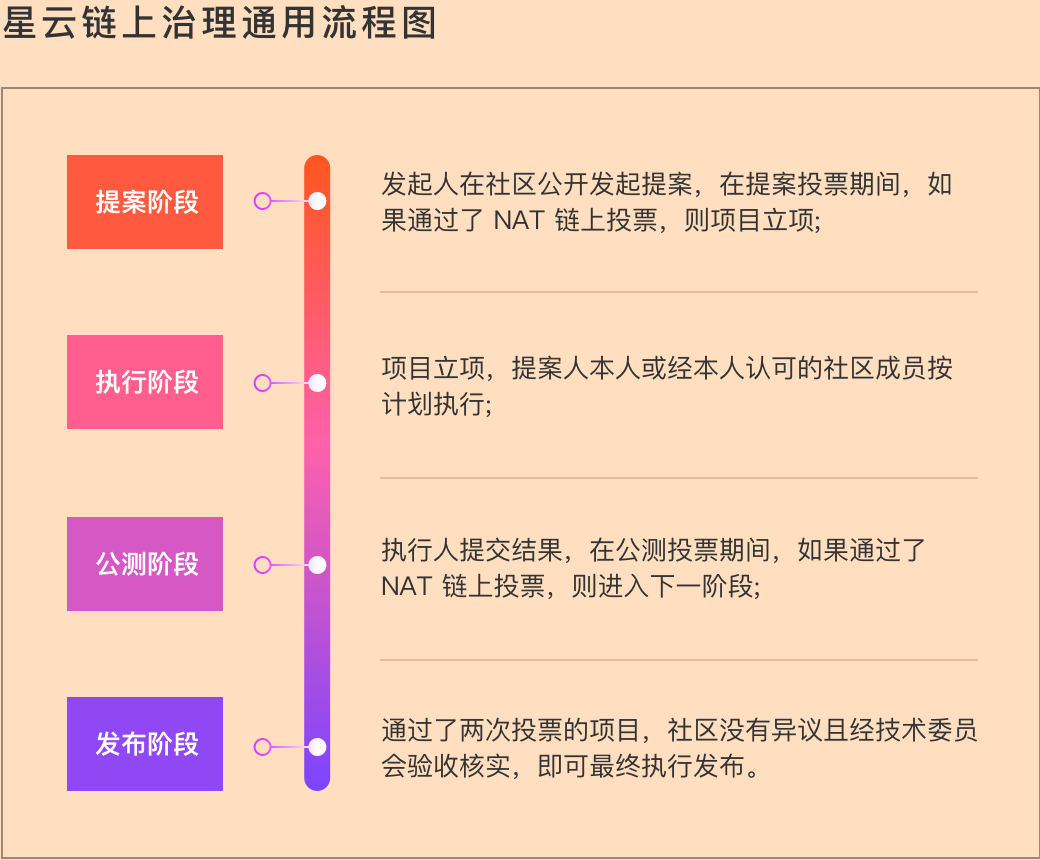 星云链上治理通用流程图
提案阶段
发起人在社区公开发起提案，在提案投票期间，如
果通过了 NAT 链上投票，则项目立项;
执行阶段
项目立项，提案人本人或经本人认可的社区成员按
计划执行;
公测阶段
执行人提交结果，在公测投票期间，如果通过了
NAT 链上投票，则进入下一阶段;
发布阶段
通过了两次投票的项目，社区没有异议且经技术委员
会验收核实，即可最终执行发布。